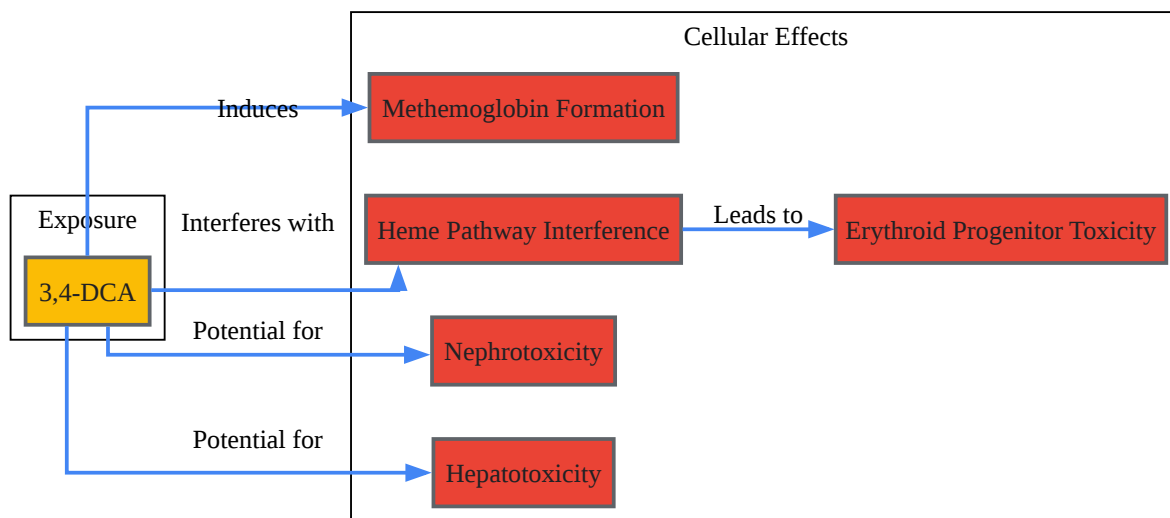 Cellular Effects
Induces
Methemoglobin Formation
Exposure
Interferes with
Heme Pathway Interference
Leads to
Erythroid Progenitor Toxicity
3,4-DCA
Potential for
Nephrotoxicity
Potential for
Hepatotoxicity